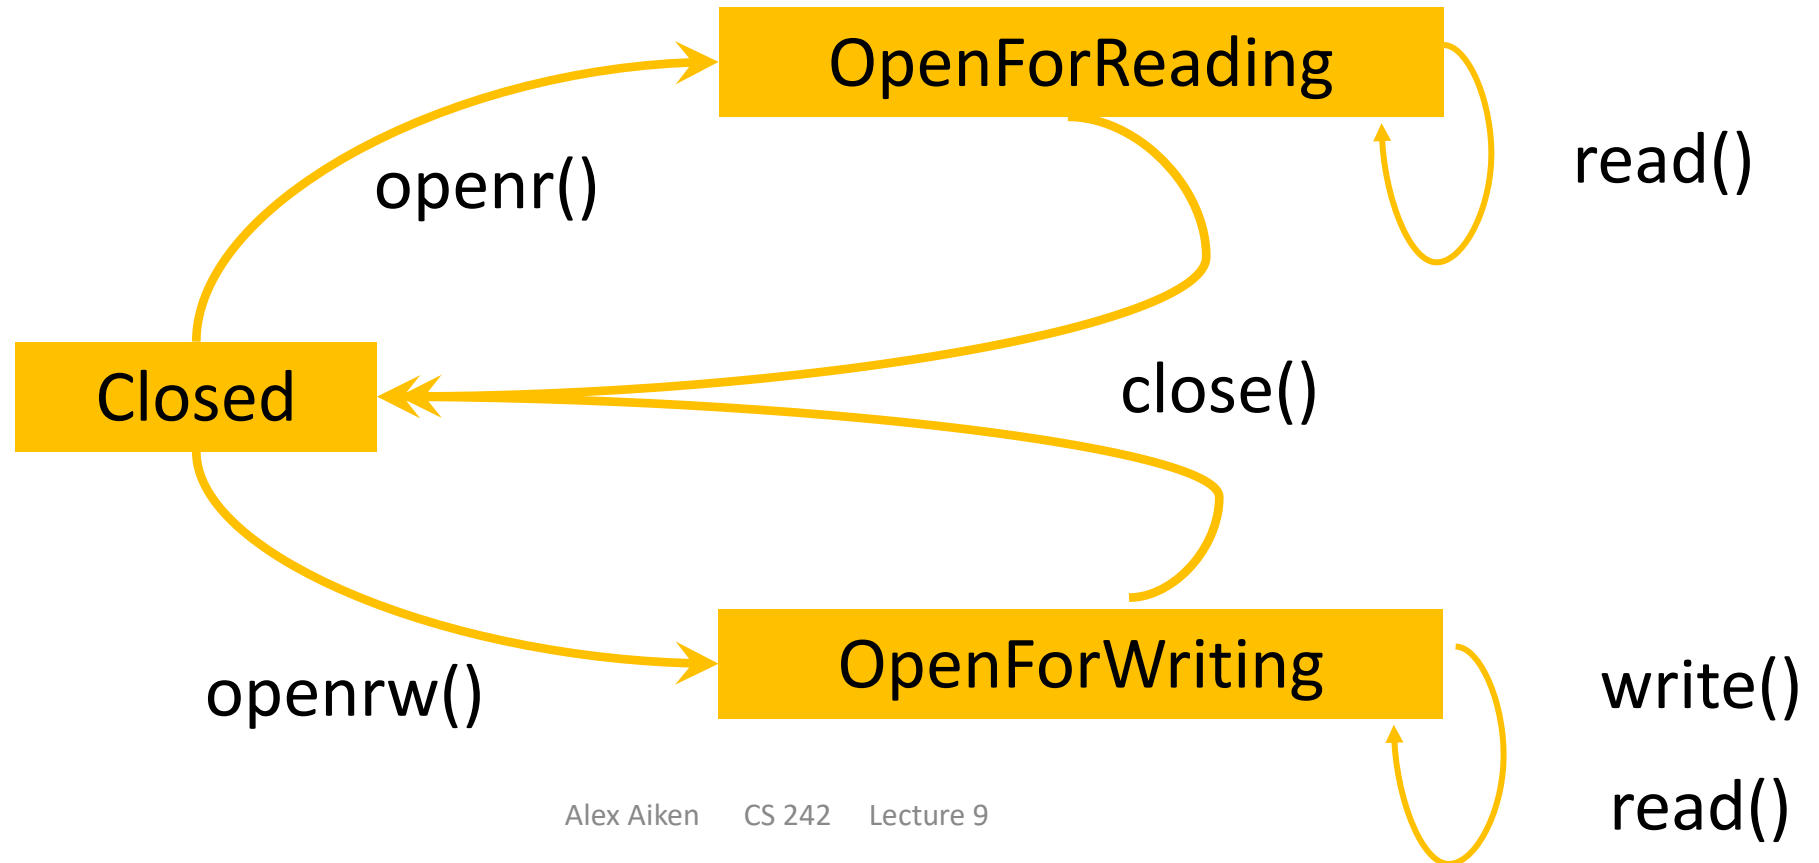 OpenForReading
read()
openr()
Closed
close()
OpenForWriting
openrw()
write()
read()
Alex Aiken CS 242 Lecture 9